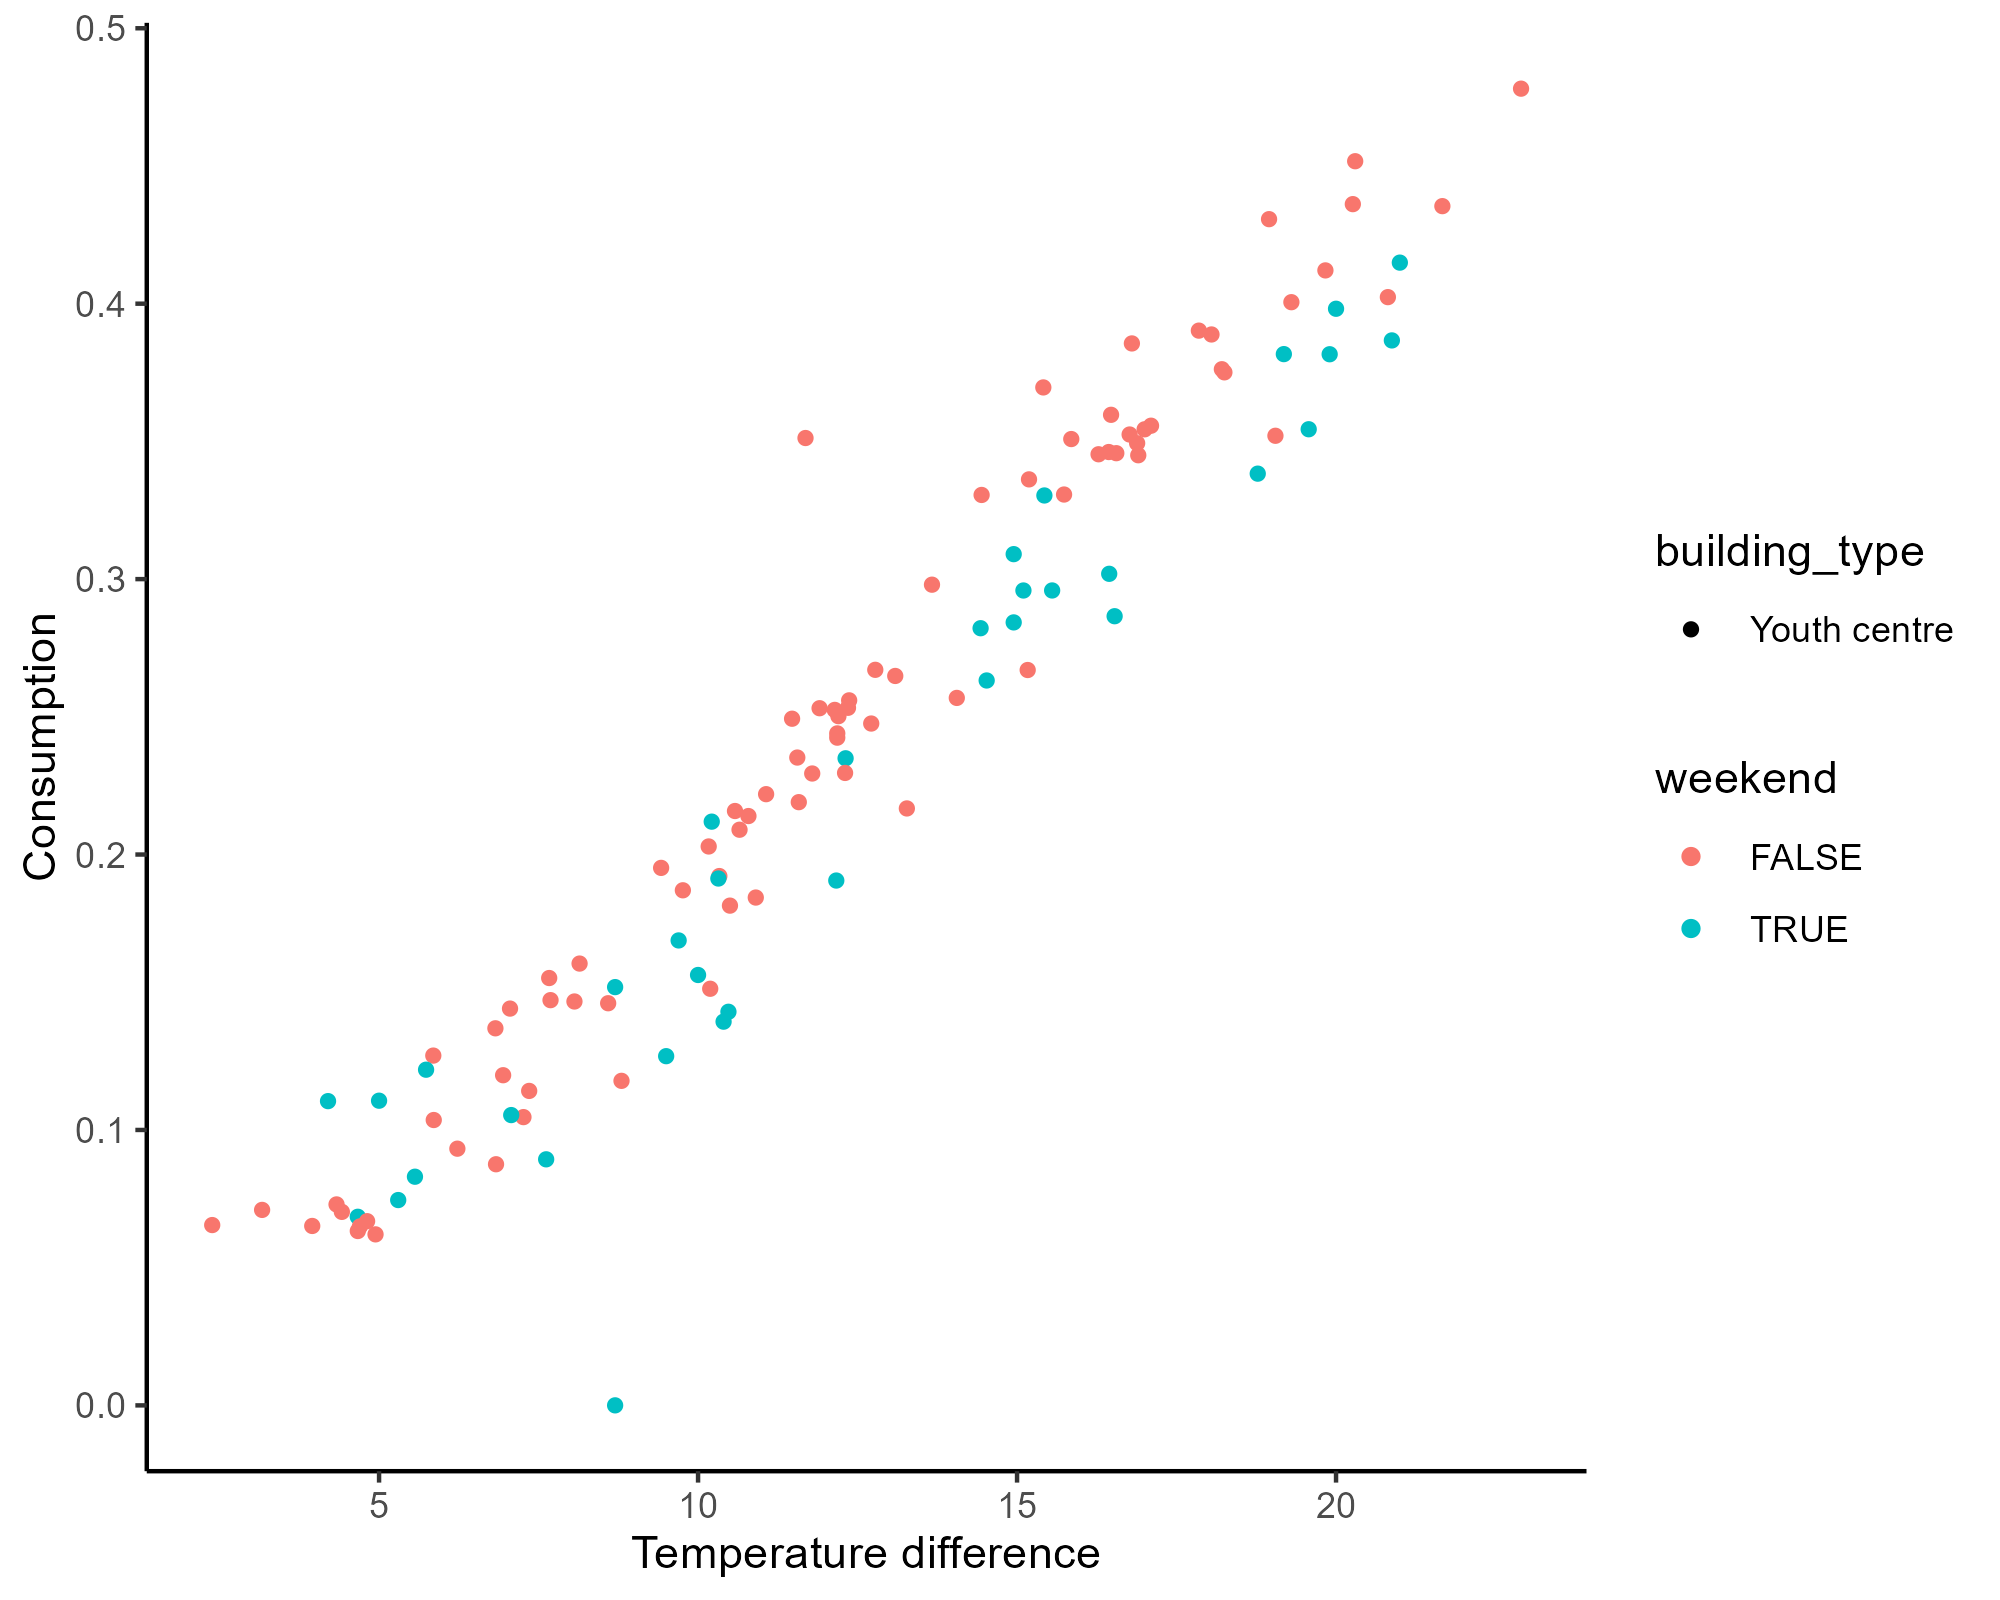 0.5
0.4
0.3
0.2
0.1
0.0
Consumption
5
10
15
20
Temperature difference
building_type
Youth centre
weekend
FALSE
TRUE